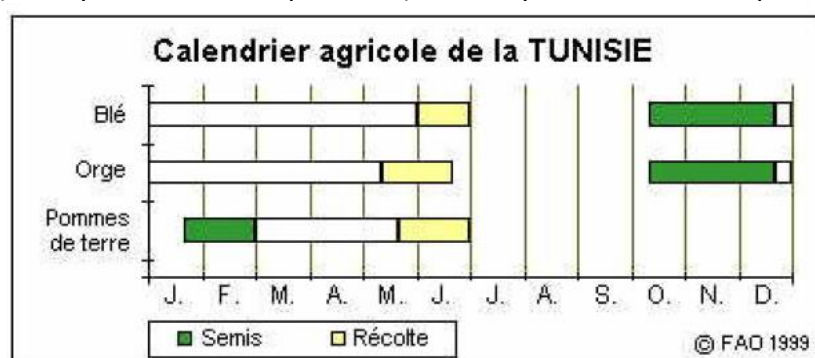 Calendrier agricole de la TUNISIE
Blé
Orge
Pommes
de terre
J. F. M. A. M. J. J. A. S. O. N. D.
Semis Récolte
© FAO 1999